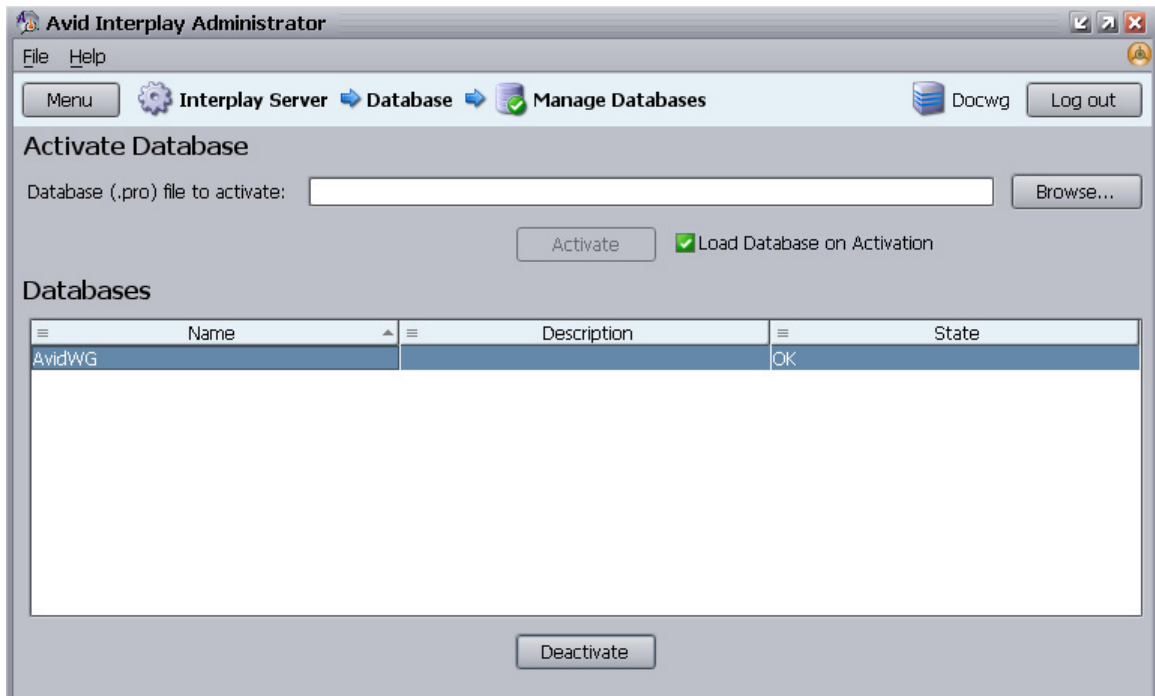 Avid Interplay Administrator
File Help
Menu Interplay Server Database Manage Databases Docwg Log out
Activate Database
Database (.pro) file to activate: Browse...
Activate Load Database on Activation
Databases
Name Description State
AvidWG OK
Deactivate